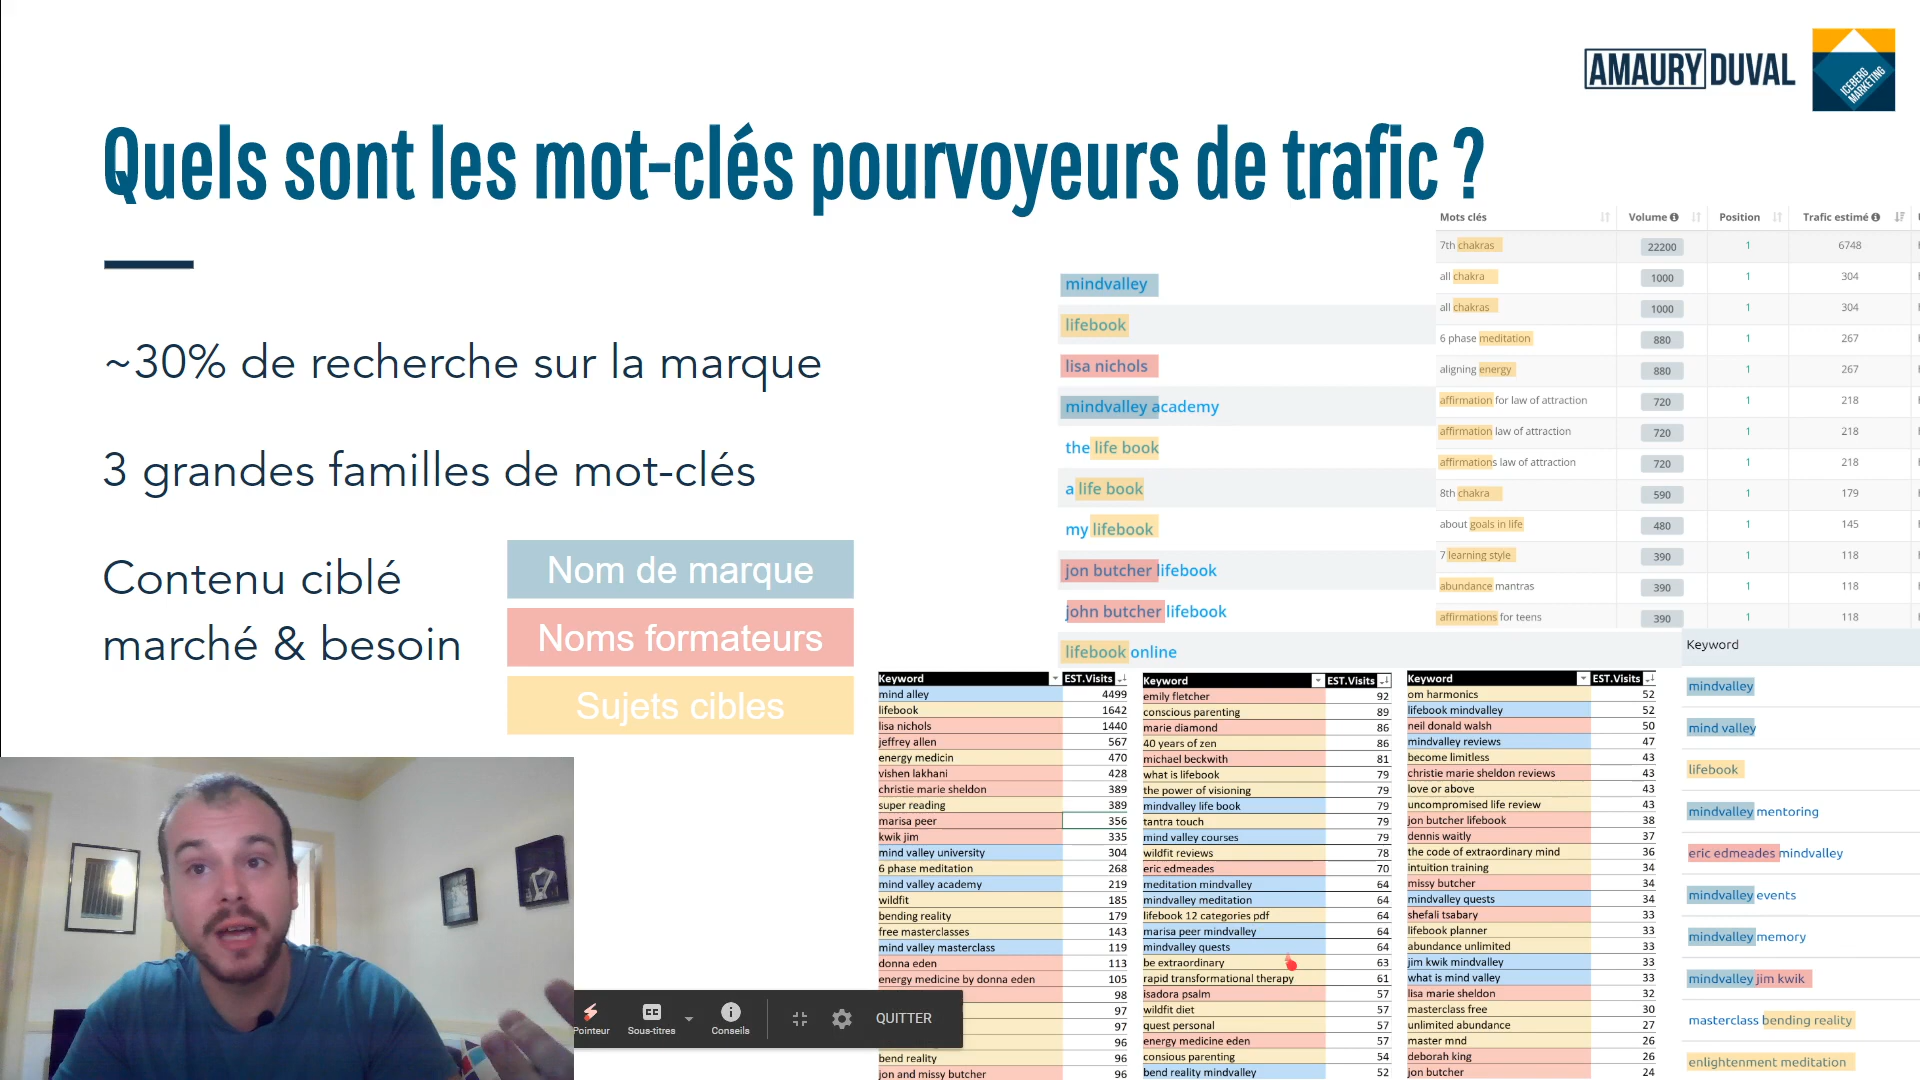 AMAURY DUVAL
ICEBERG MARKETING
Quels sont les mot-clés pourvoyeurs de trafic ?
~30% de recherche sur la marque
3 grandes familles de mot-clés
Contenu ciblé
marché & besoin
Nom de marque
Noms formateurs
Sujets cibles
mindvalley
lifebook
lisa nichols
mindvalley academy
the life book
a life book
my lifebook
jon butcher lifebook
john butcher lifebook
lifebook online
Mots clés Volume Position Trafic estimé
7th chakras 22200 1 6748
all chakra 1000 1 304
all chakras 1000 1 304
6 phase meditation 880 1 267
aligning energy 880 1 267
affirmation for law of attraction 720 1 218
affirmation law of attraction 720 1 218
affirmations law of attraction 720 1 218
8th chakra 590 1 179
about goals in life 480 1 145
7 learning style 390 1 118
abundance mantras 390 1 118
affirmations for teens 390 1 118
Keyword EST.Visits
mind alley 4499
lifebook 1642
lisa nichols 1440
jeffrey allen 567
energy medicin 470
vishen lakhani 428
christie marie sheldon 389
super reading 389
marisa peer 356
kwik jim 335
mind valley university 304
6 phase meditation 268
mind valley academy 219
wildfit 185
bending reality 179
free masterclasses 143
mind valley masterclass 119
donna eden 113
energy medicine by donna eden 105
98
97
97
96
bend reality 96
jon and missy butcher 96
Keyword EST.Visits
emily fletcher 92
conscious parenting 89
marie diamond 86
40 years of zen 86
michael beckwith 81
what is lifebook 79
the power of visioning 79
mindvalley life book 79
tantra touch 79
mind valley courses 79
wildfit reviews 78
eric edmeades 70
meditation mindvalley 64
mindvalley meditation 64
lifebook 12 categories pdf 64
marisa peer mindvalley 64
mindvalley quests 64
be extraordinary 63
rapid transformational therapy 61
isadora psalm 57
wildfit diet 57
quest personal 57
energy medicine eden 57
consious parenting 54
bend reality mindvalley 52
Keyword EST.Visits
om harmonics 52
lifebook mindvalley 52
neil donald walsh 50
mindvalley reviews 47
become limitless 43
christie marie sheldon reviews 43
love or above 43
uncompromised life review 43
jon butcher lifebook 38
dennis waitly 37
the code of extraordinary mind 36
intuition training 34
missy butcher 34
mindvalley quests 34
shefali tsabary 33
lifebook planner 33
abundance unlimited 33
jim kwik mindvalley 33
what is mind valley 33
lisa marie sheldon 32
masterclass free 30
unlimited abundance 27
master mnd 26
deborah king 26
jon butcher 24
Keyword
mindvalley
mind valley
lifebook
mindvalley mentoring
eric edmeades mindvalley
mindvalley events
mindvalley memory
mindvalley jim kwik
masterclass bending reality
enlightenment meditation
Pointeur Sous-titres Conseils QUITTER